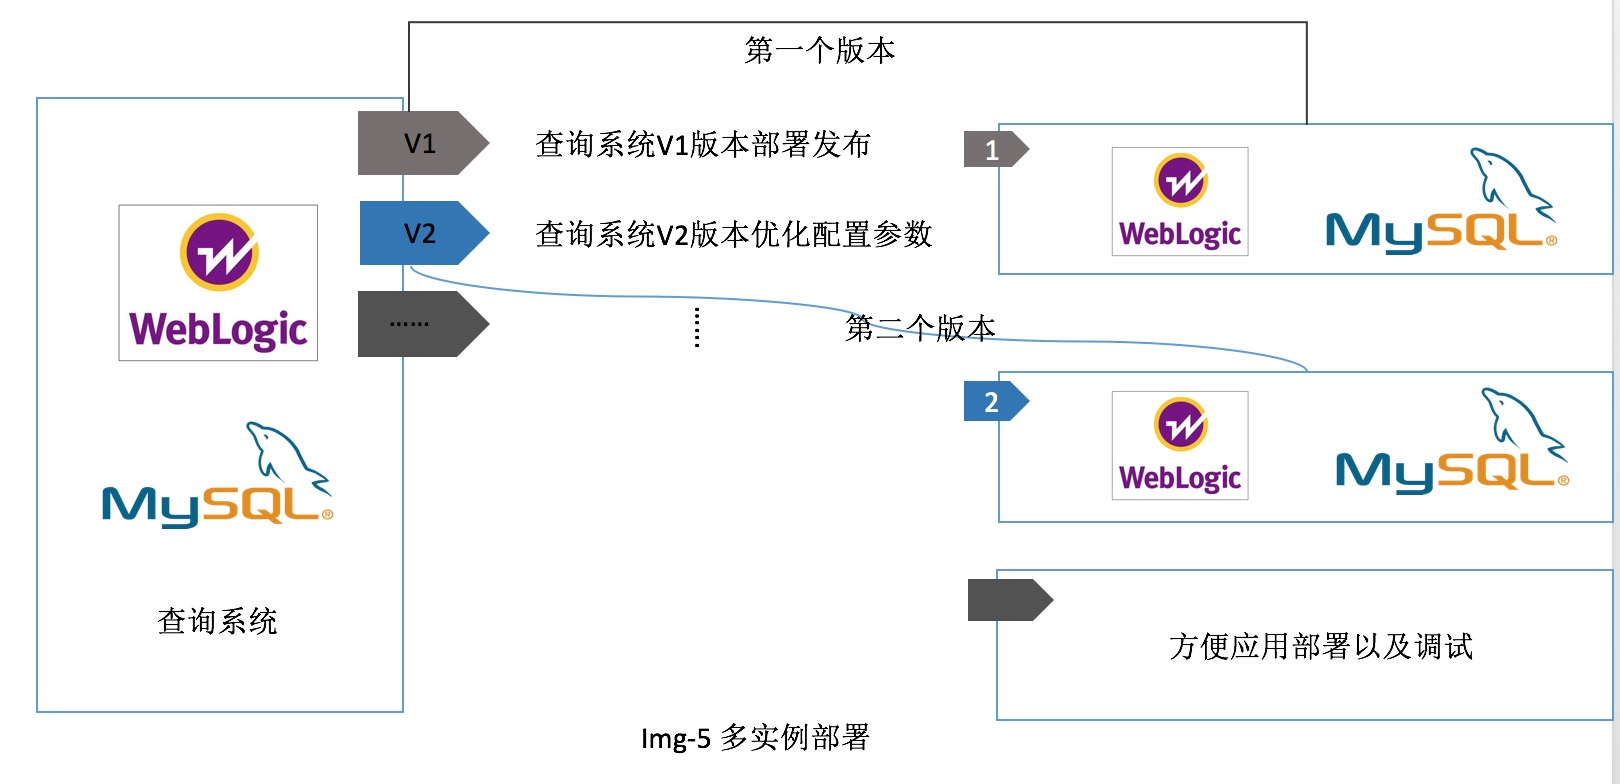 第一个版本
V1
查询系统V1版本部署发布
1
WebLogic
MySQL®
V2
查询系统V2版本优化配置参数
WebLogic
……
第二个版本
2
WebLogic
MySQL®
MySQL®
查询系统
方便应用部署以及调试
Img-5 多实例部署